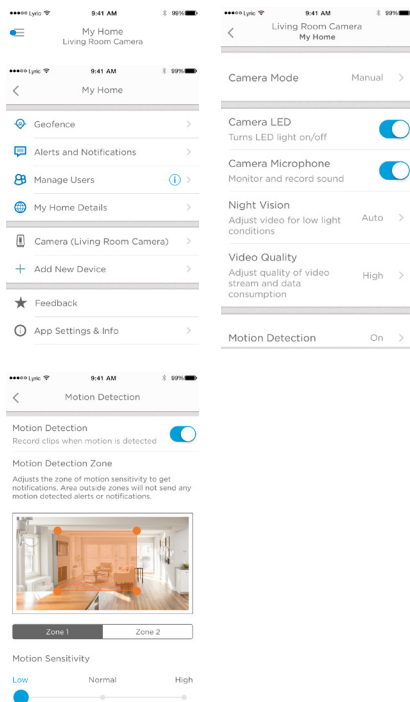 ●●●●○ Lyric 9:41 AM 99%
My Home
Living Room Camera
●●●●○ Lyric 9:41 AM 99%
My Home
Geofence
Alerts and Notifications
Manage Users
My Home Details
Camera (Living Room Camera)
Add New Device
Feedback
App Settings & Info
●●●●○ Lyric 9:41 AM 99%
Living Room Camera
My Home
Camera Mode Manual
Camera LED
Turns LED light on/off
Camera Microphone
Monitor and record sound
Night Vision
Adjust video for low light
conditions
Auto
Video Quality
Adjust quality of video
stream and data
consumption
High
Motion Detection On
●●●●○ Lyric 9:41 AM 99%
Motion Detection
Motion Detection
Record clips when motion is detected
Motion Detection Zone
Adjusts the zone of motion sensitivity to get
notifications. Area outside zones will not send any
motion detected alerts or notifications.
Zone 1 Zone 2
Motion Sensitivity
Low Normal High